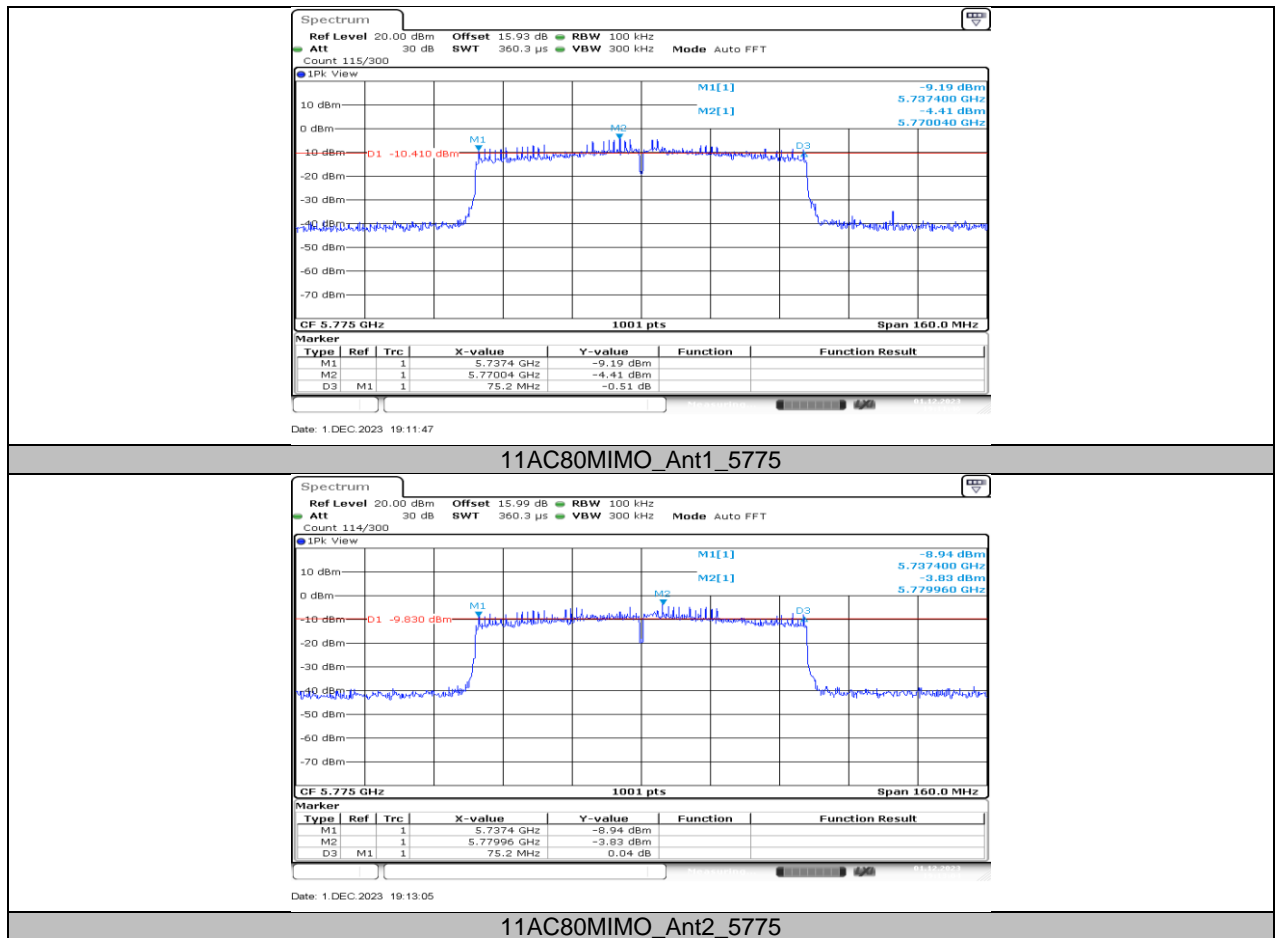 Spectrum
Ref Level 20.00 dBm Offset 15.93 dB RBW 100 kHz
Att 30 dB SWT 360.3 µs VBW 300 kHz Mode Auto FFT
Count 115/300
1Pk View
M1[1] -9.19 dBm
5.737400 GHz
10 dBm
M2[1] -4.41 dBm
5.770040 GHz
0 dBm
M2
M1
D3
-10 dBm D1 -10.410 dBm
-20 dBm
-30 dBm
-40 dBm
-50 dBm
-60 dBm
-70 dBm
CF 5.775 GHz 1001 pts Span 160.0 MHz
Marker
Type Ref Trc X-value Y-value Function Function Result
M1 1 5.7374 GHz -9.19 dBm
M2 1 5.77004 GHz -4.41 dBm
D3 M1 1 75.2 MHz -0.51 dB
Measuring 01.12.2023
Date: 1.DEC.2023 19:11:47
11AC80MIMO_Ant1_5775
Spectrum
Ref Level 20.00 dBm Offset 15.99 dB RBW 100 kHz
Att 30 dB SWT 360.3 µs VBW 300 kHz Mode Auto FFT
Count 114/300
1Pk View
M1[1] -8.94 dBm
5.737400 GHz
10 dBm
M2[1] -3.83 dBm
5.779960 GHz
0 dBm
M2
M1
D3
-10 dBm D1 -9.830 dBm
-20 dBm
-30 dBm
-40 dBm
-50 dBm
-60 dBm
-70 dBm
CF 5.775 GHz 1001 pts Span 160.0 MHz
Marker
Type Ref Trc X-value Y-value Function Function Result
M1 1 5.7374 GHz -8.94 dBm
M2 1 5.77996 GHz -3.83 dBm
D3 M1 1 75.2 MHz 0.04 dB
Measuring 01.12.2023
Date: 1.DEC.2023 19:13:05
11AC80MIMO_Ant2_5775